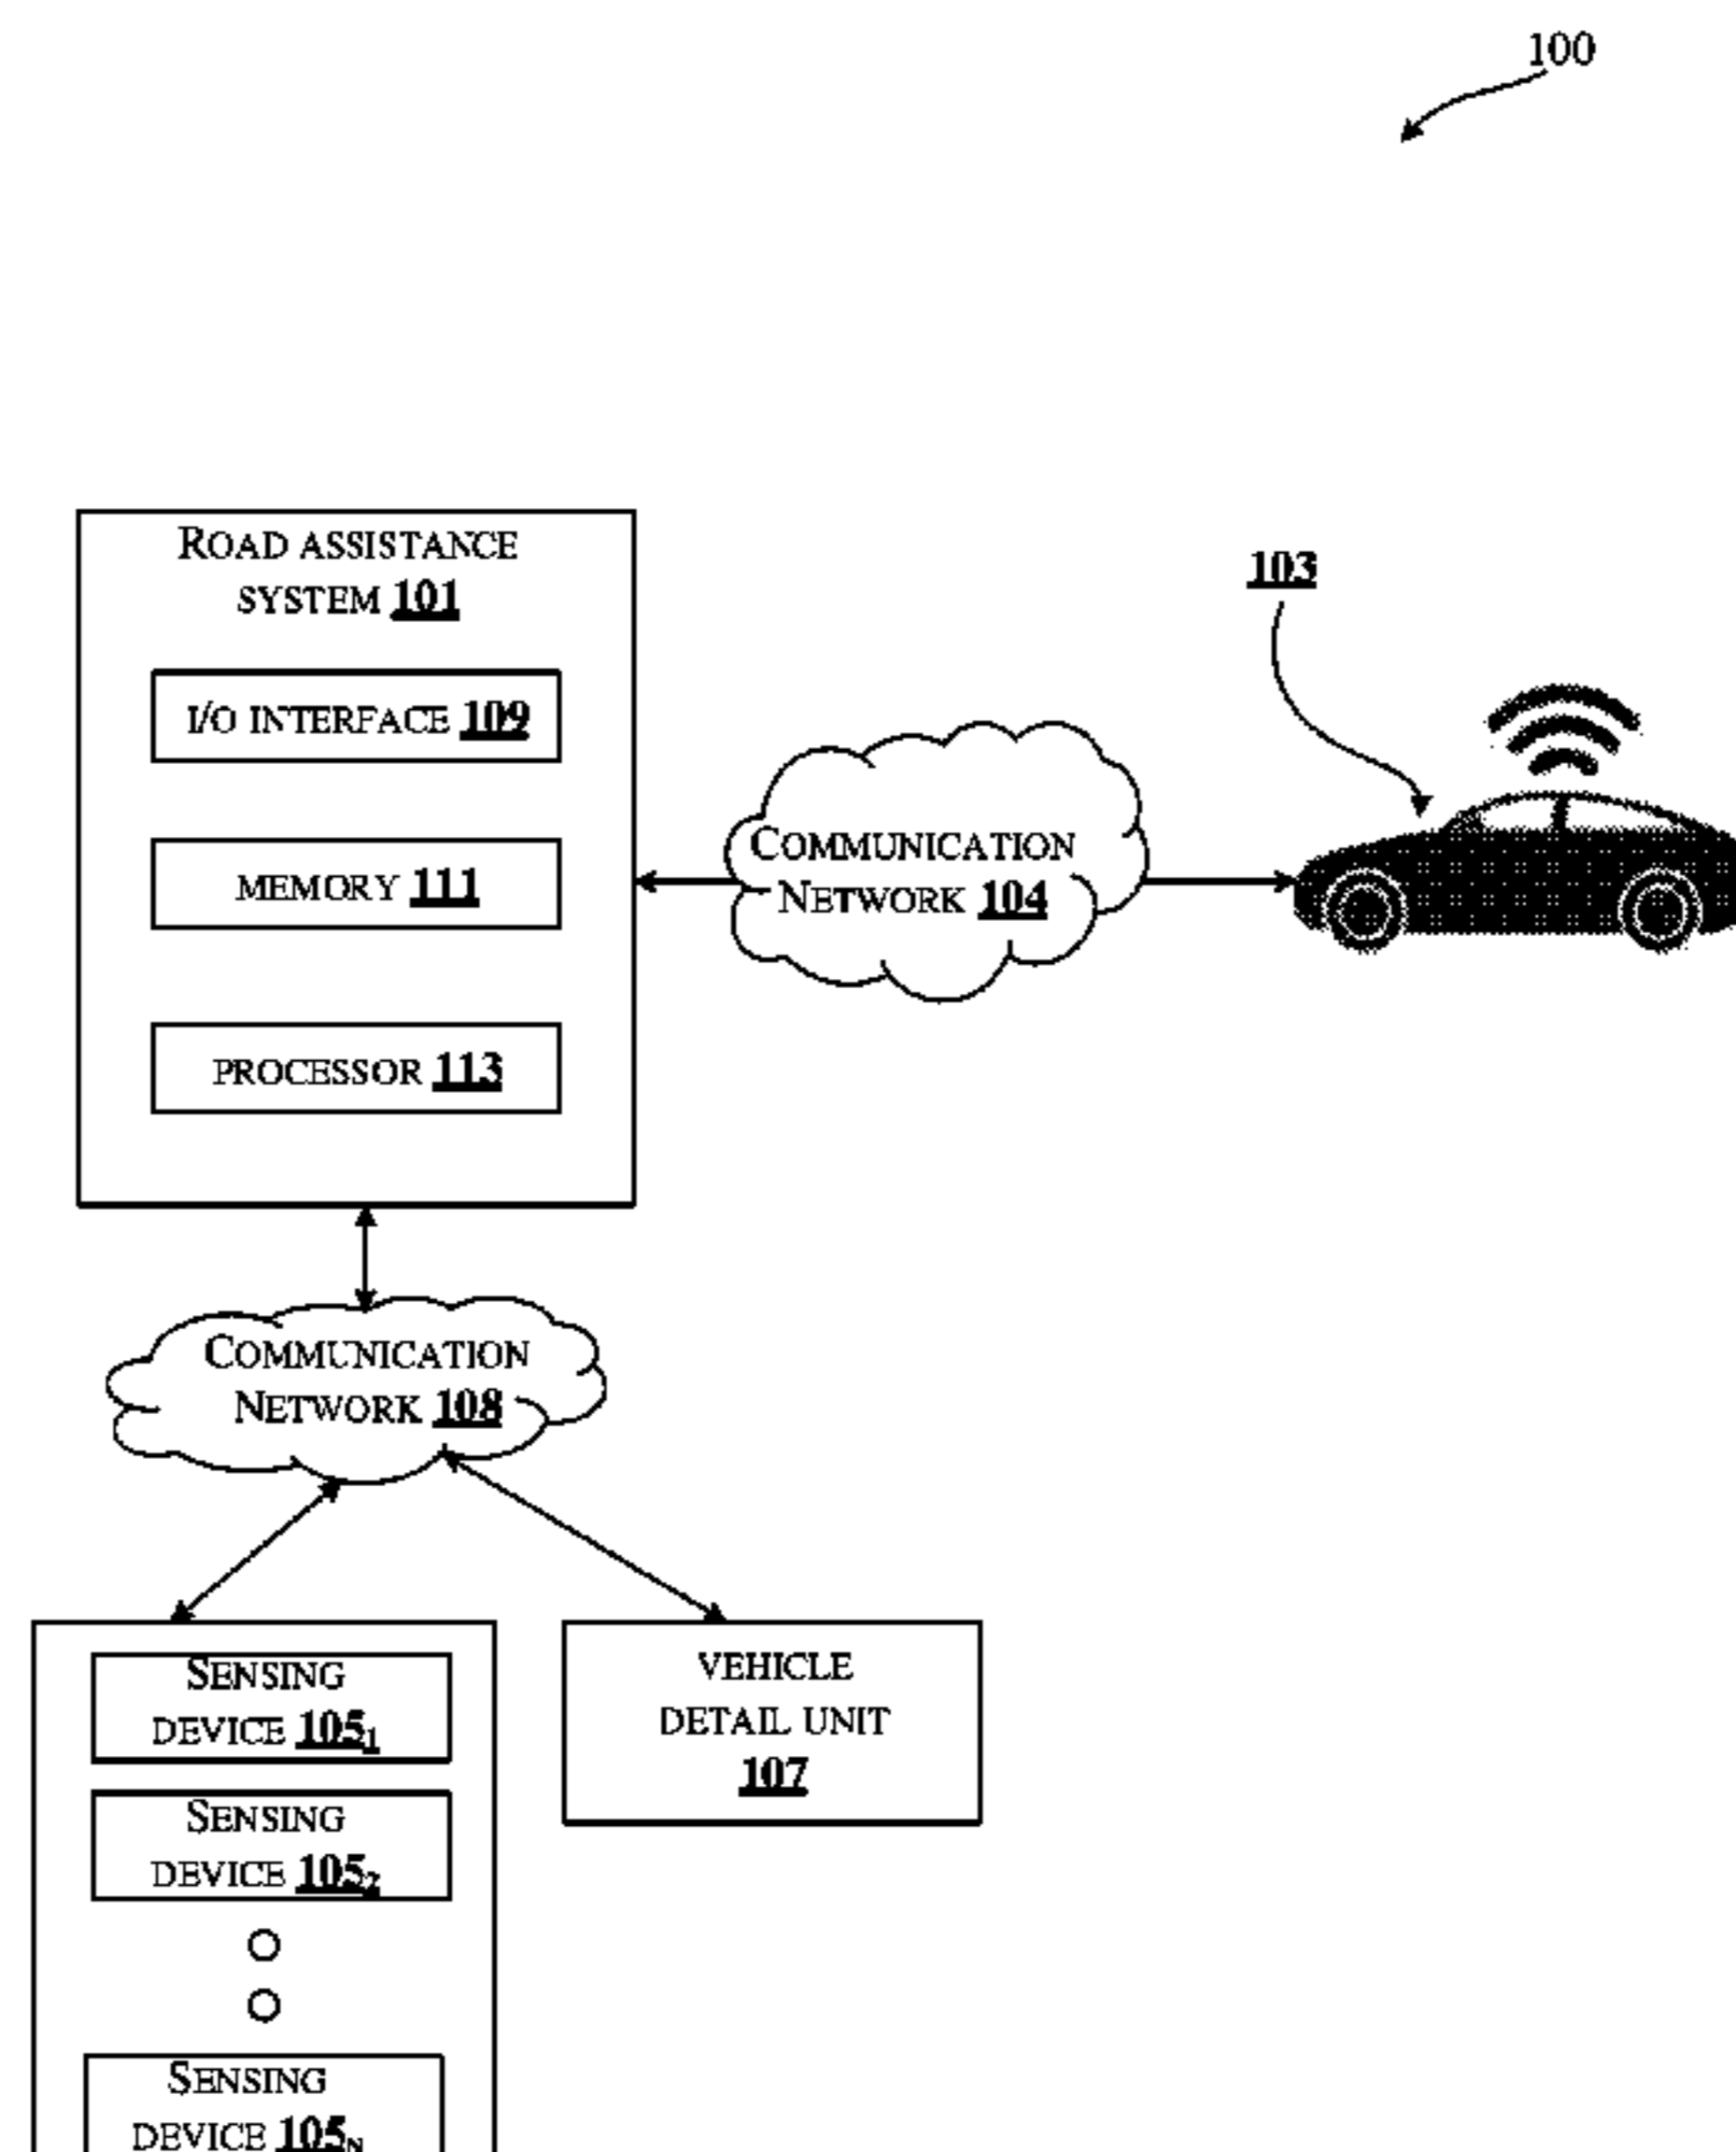 100
ROAD ASSISTANCE
SYSTEM 101
I/O INTERFACE 109
MEMORY 111
PROCESSOR 113
103
COMMUNICATION
NETWORK 104
COMMUNICATION
NETWORK 108
SENSING
DEVICE 105₁
SENSING
DEVICE 105₂
SENSING
DEVICE 105ₙ
VEHICLE
DETAIL UNIT
107